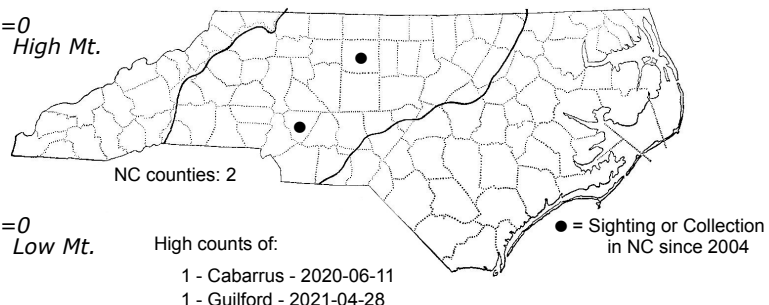 =0
High Mt.
NC counties: 2
=0
Low Mt.
High counts of:
1 - Cabarrus - 2020-06-11
1 - Guilford - 2021-04-28
● = Sighting or Collection
in NC since 2004